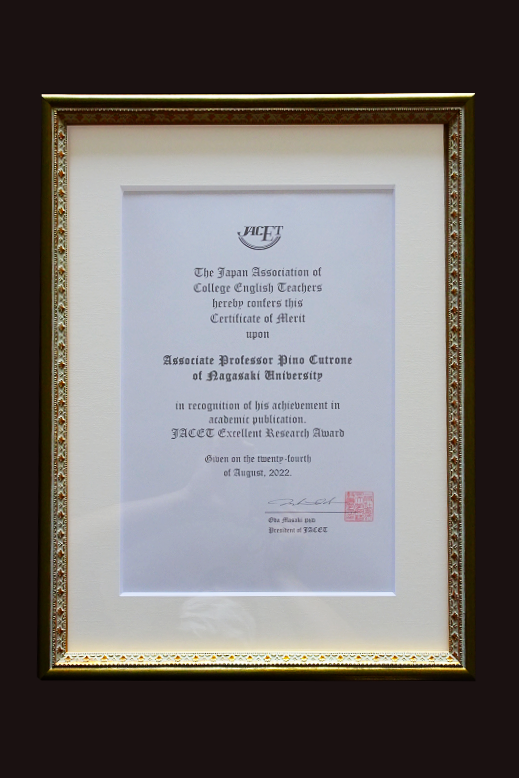 JACET
The Japan Association of
College English Teachers
hereby confers this
Certificate of Merit
upon
Associate Professor Pino Cutrone
of Nagasaki University
in recognition of his achievement in
academic publication.
JACET Excellent Research Award
Given on the twenty-fourth
of August, 2022.
Oda Masaki
President of JACET